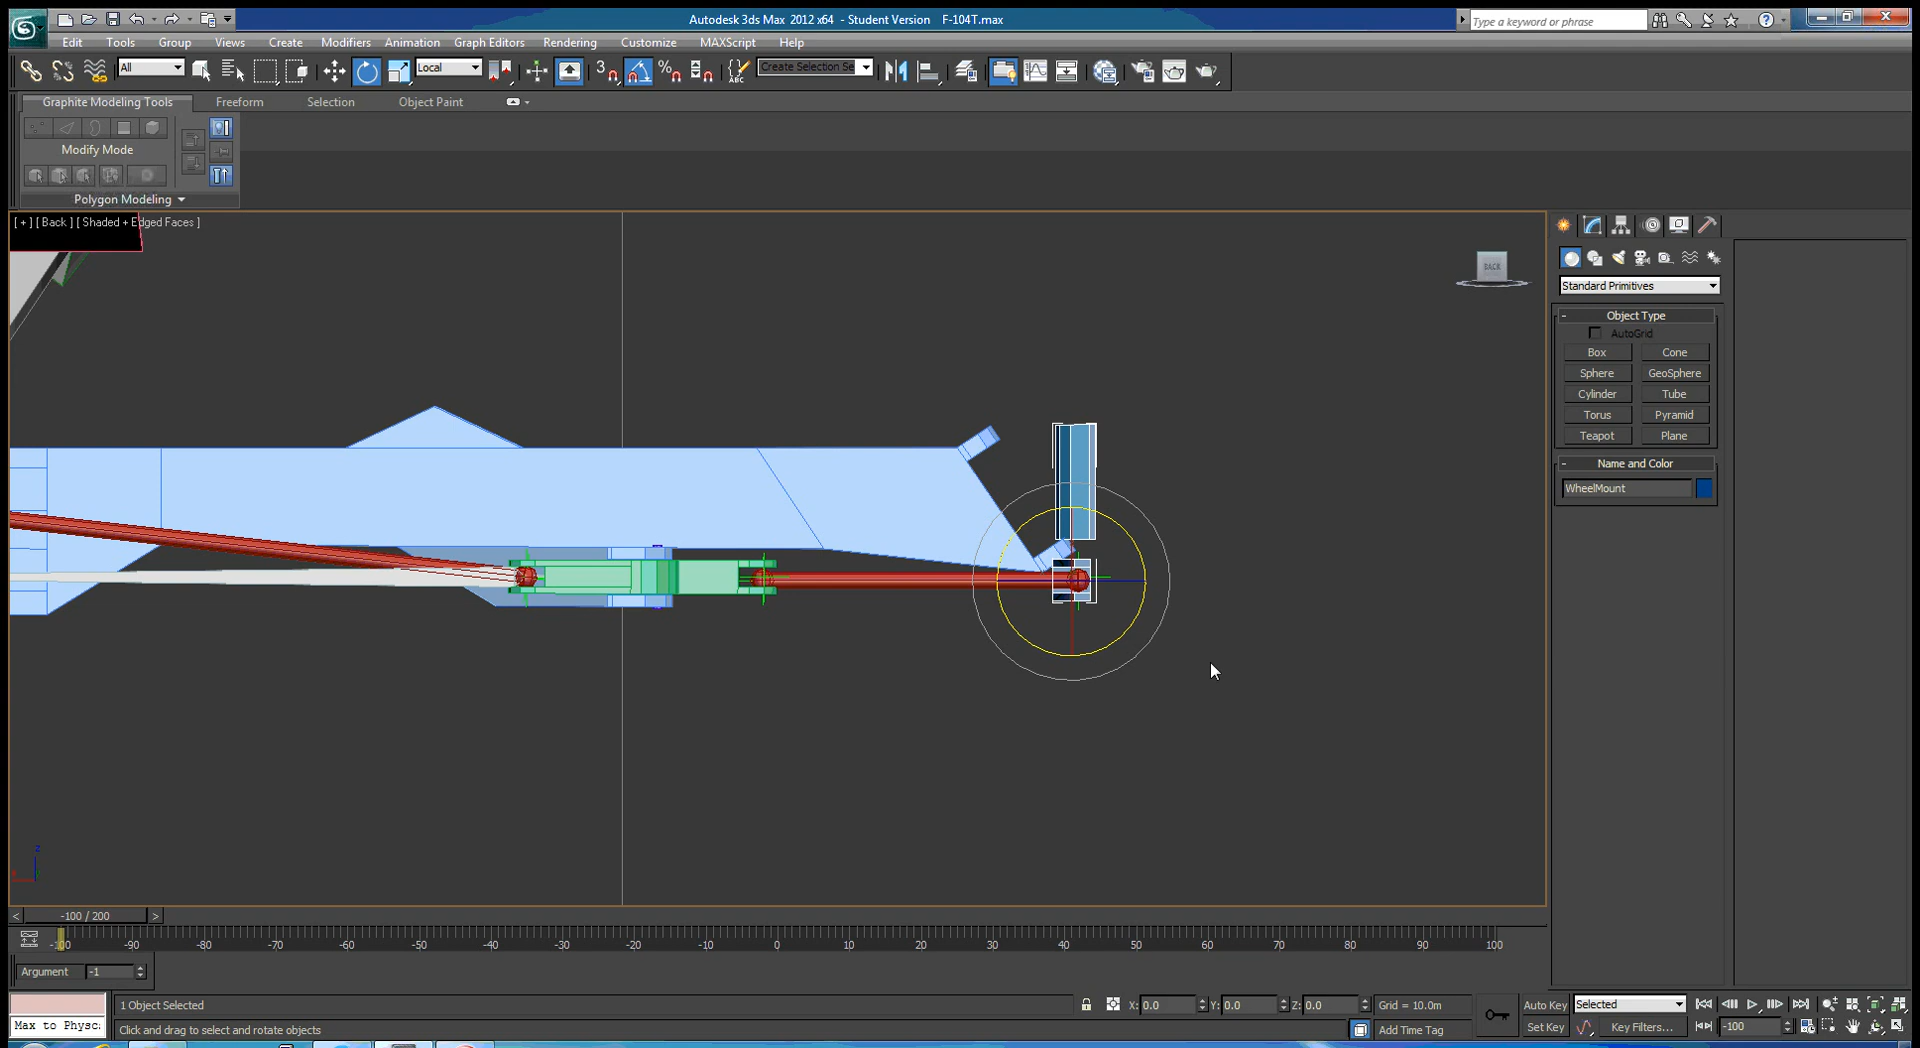 Autodesk 3ds Max 2012 x64 - Student Version F-104T.max
Type a keyword or phrase
Edit Tools Group Views Create Modifiers Animation Graph Editors Rendering Customize MAXScript Help
All
Local
Create Selection Se
Graphite Modeling Tools Freeform Selection Object Paint
Modify Mode
Polygon Modeling
[ + ] [ Back ] [ Shaded + Edged Faces ]
BACK
Standard Primitives
Object Type
AutoGrid
Box Cone
Sphere GeoSphere
Cylinder Tube
Torus Pyramid
Teapot Plane
Name and Color
WheelMount
z
< -100 / 200 >
-100 -90 -80 -70 -60 -50 -40 -30 -20 -10 0 10 20 30 40 50 60 70 80 90 100
Argument -1
1 Object Selected X: 0.0 Y: 0.0 Z: 0.0 Grid = 10.0m Auto Key Selected
Max to Physc:
Click and drag to select and rotate objects Add Time Tag Set Key Key Filters... -100